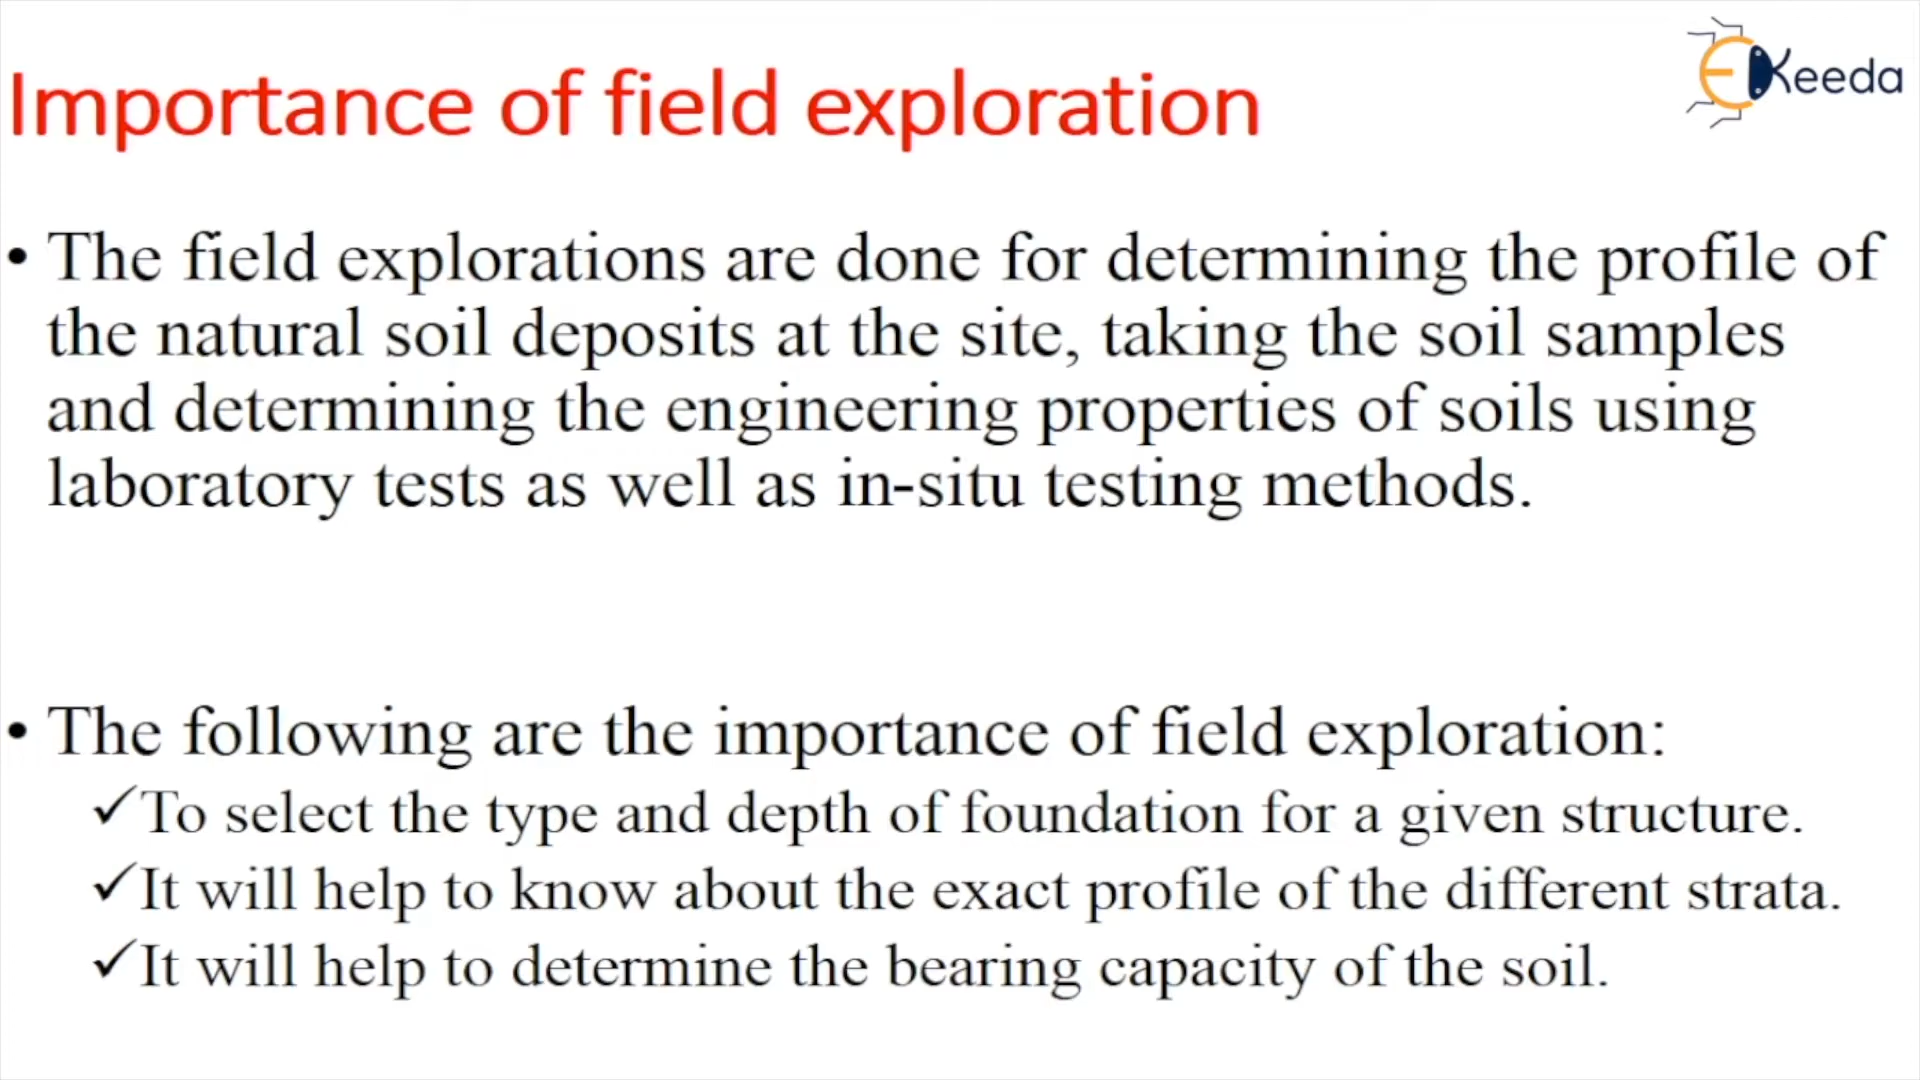 Importance of field exploration
EKeeda
• The field explorations are done for determining the profile of
the natural soil deposits at the site, taking the soil samples
and determining the engineering properties of soils using
laboratory tests as well as in-situ testing methods.
• The following are the importance of field exploration:
✓To select the type and depth of foundation for a given structure.
✓It will help to know about the exact profile of the different strata.
✓It will help to determine the bearing capacity of the soil.